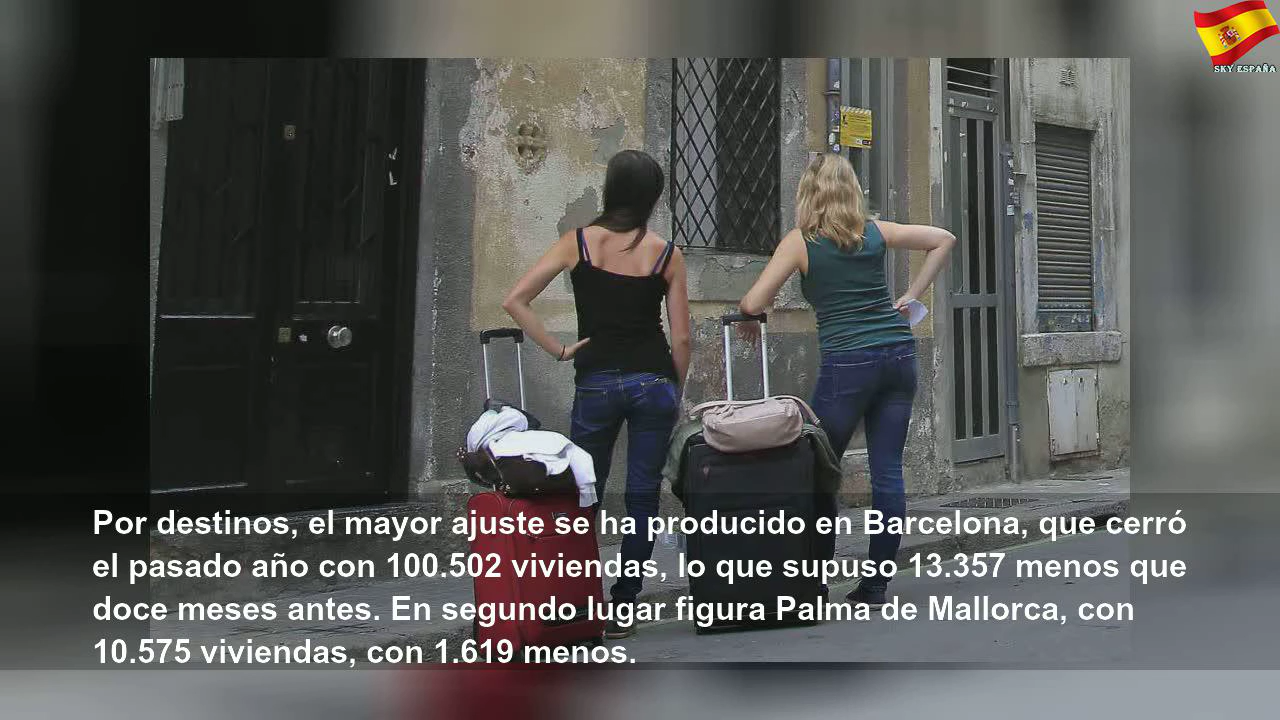 SKY ESPAÑA
Por destinos, el mayor ajuste se ha producido en Barcelona, que cerró
el pasado año con 100.502 viviendas, lo que supuso 13.357 menos que
doce meses antes. En segundo lugar figura Palma de Mallorca, con
10.575 viviendas, con 1.619 menos.